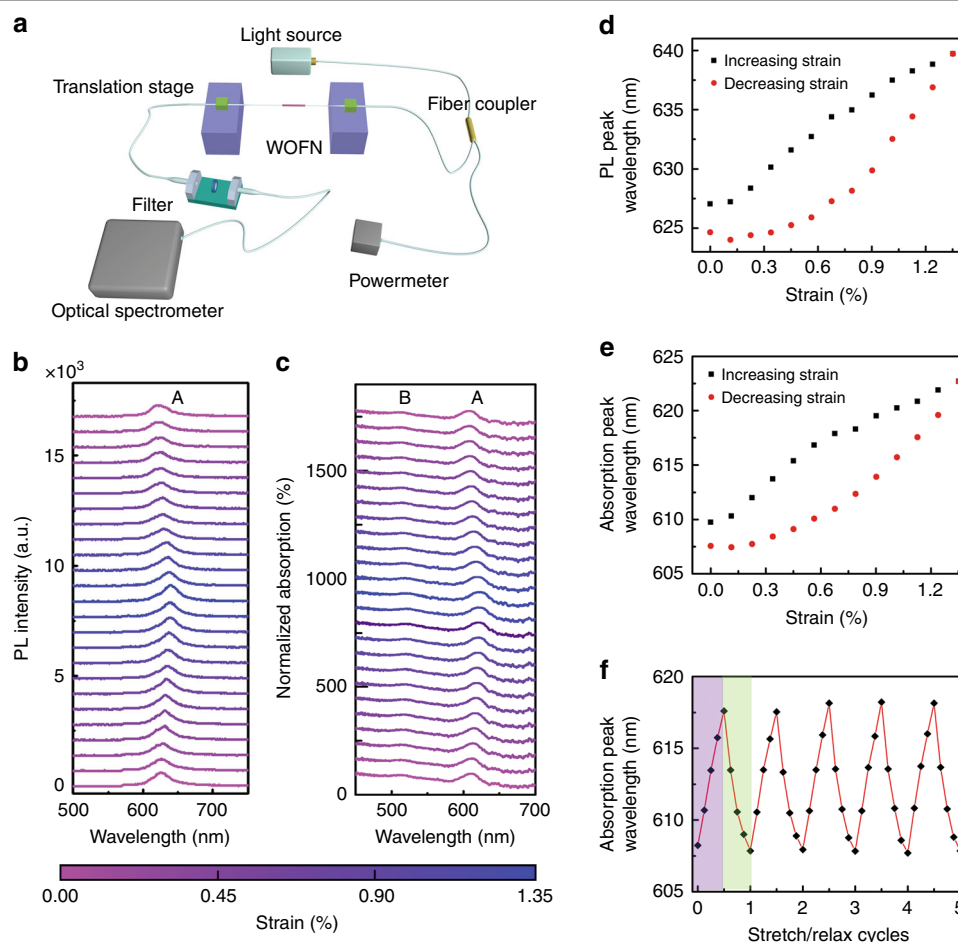 a
Light source
Translation stage
Fiber coupler
WOFN
Filter
Powermeter
Optical spectrometer
b
×10³
A
15
10
5
0
PL intensity (a.u.)
500 600 700
Wavelength (nm)
c
B A
1500
1000
500
0
Normalized absorption (%)
500 600 700
Wavelength (nm)
0.00 0.45 0.90 1.35
Strain (%)
d
Increasing strain
Decreasing strain
640
635
630
625
PL peak
wavelength (nm)
0.0 0.3 0.6 0.9 1.2
Strain (%)
e
Increasing strain
Decreasing strain
625
620
615
610
605
Absorption peak
wavelength (nm)
0.0 0.3 0.6 0.9 1.2
Strain (%)
f
620
615
610
605
Absorption peak
wavelength (nm)
0 1 2 3 4 5
Stretch/relax cycles